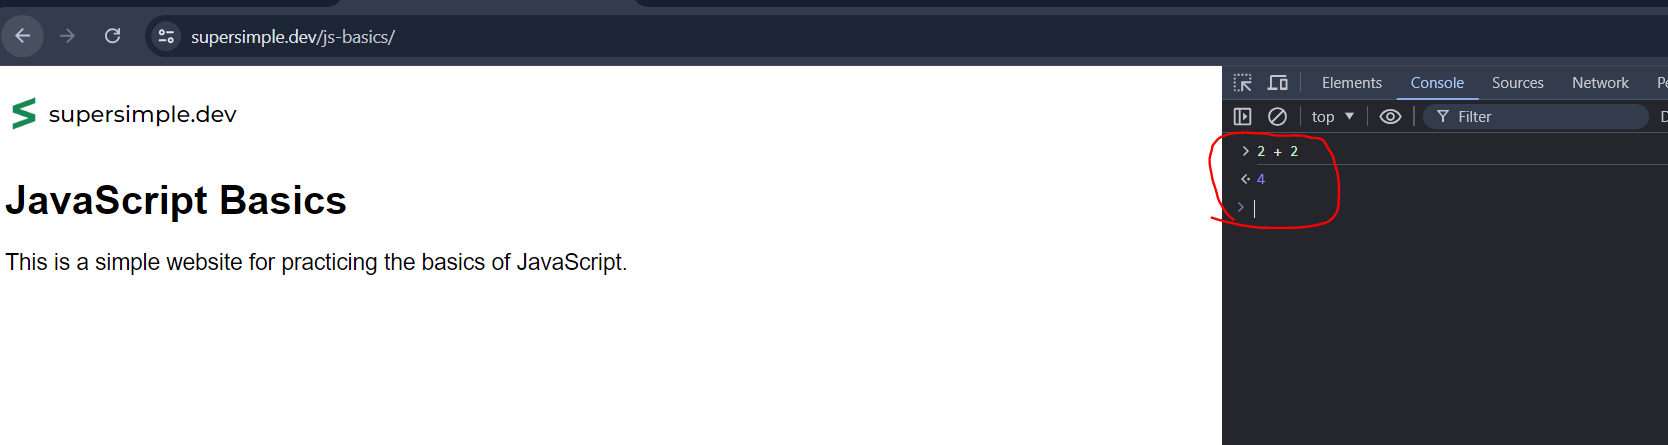 supersimple.dev/js-basics/
supersimple.dev
JavaScript Basics
This is a simple website for practicing the basics of JavaScript.
Elements Console Sources Network Pe
top Filter D
> 2 + 2
4
>